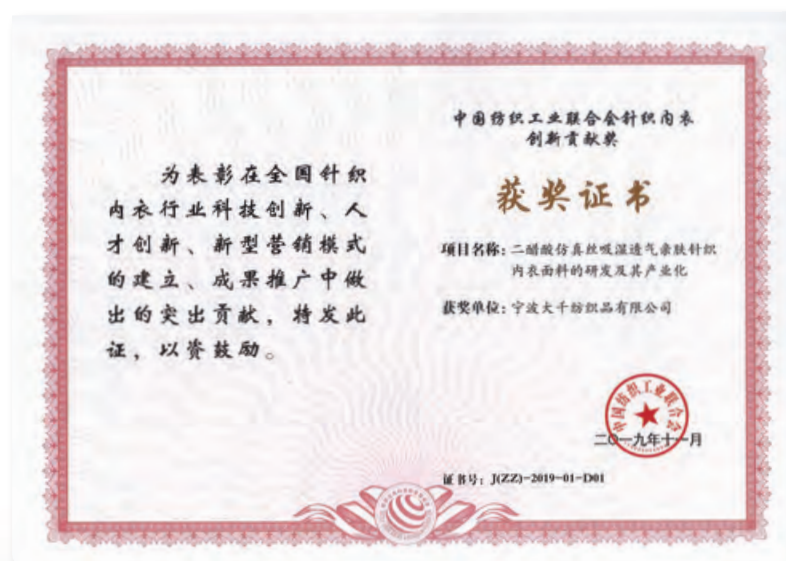 为表彰在全国针织
内衣行业科技创新、人
才创新、新型营销模式
的建立、成果推广中做
出的突出贡献，特发此
证，以资鼓励。
中国纺织工业联合会针织内衣
创新贡献奖
获奖证书
项目名称：二醋酸仿真丝吸湿透气亲肤针织
内衣面料的研发及其产业化
获奖单位：宁波大千纺织品有限公司
中国纺织工业联合会
二〇一九年十一月
证书号：J(ZZ)-2019-01-D01